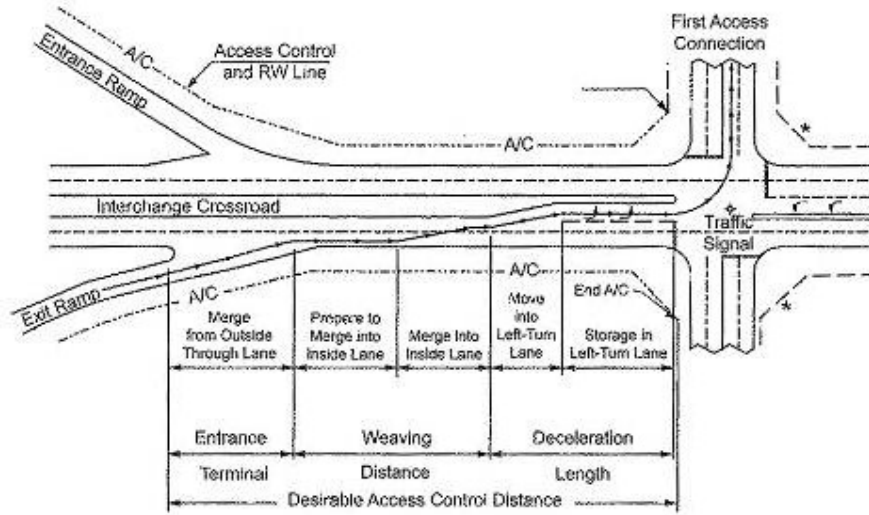 First Access
Connection
A/C
Access Control
and RW Line
Entrance Ramp
A/C
*
Interchange Crossroad
Traffic
Signal
A/C
Exit Ramp
A/C
End A/C
*
Merge
from Outside
Through Lane
Prepare to
Merge into
Inside Lane
Merge Into
Inside Lane
Move
into
Left-Turn
Lane
Storage in
Left-Turn Lane
Entrance
Terminal
Weaving
Distance
Deceleration
Length
Desirable Access Control Distance